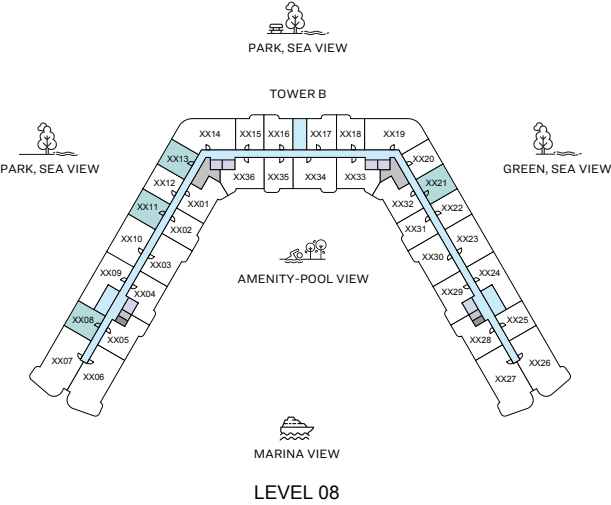 PARK, SEA VIEW
TOWER B
PARK, SEA VIEW
GREEN, SEA VIEW
XX14
XX15
XX16
XX17
XX18
XX19
XX13
XX20
XX36
XX35
XX34
XX33
XX12
XX21
XX01
XX32
XX11
XX22
XX02
XX31
XX10
XX23
XX03
XX30
XX09
XX24
XX04
XX29
XX08
XX25
XX05
XX28
XX07
XX26
XX06
XX27
AMENITY-POOL VIEW
MARINA VIEW
LEVEL 08